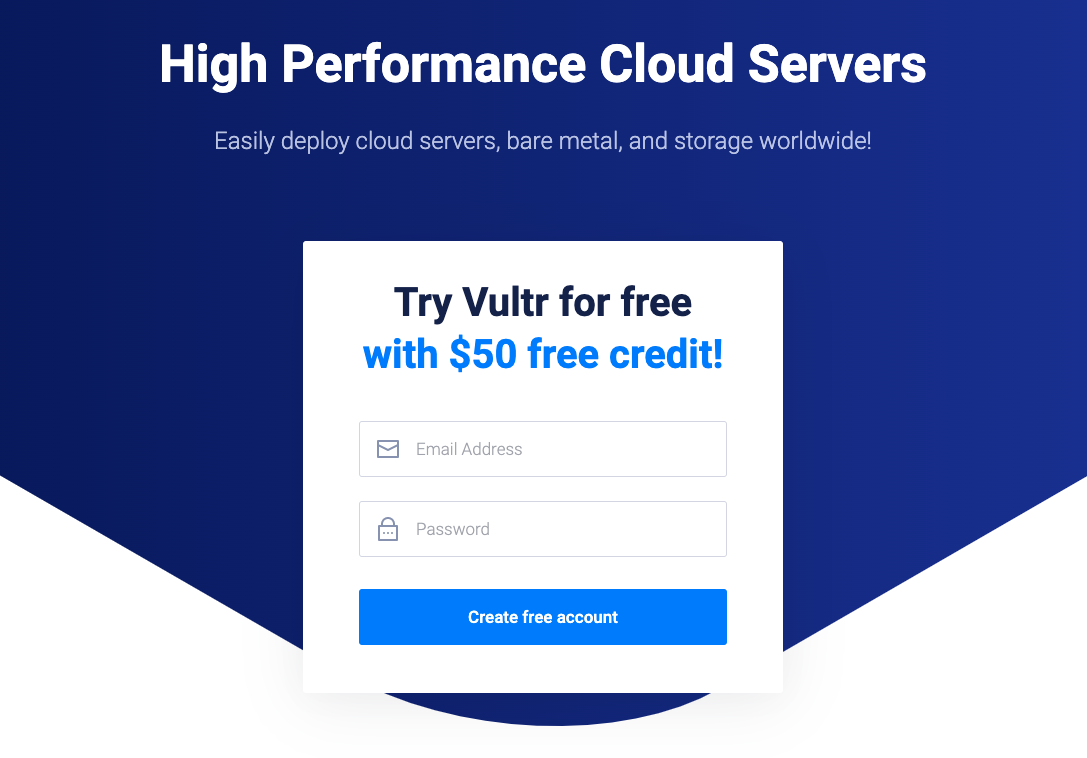 High Performance Cloud Servers
Easily deploy cloud servers, bare metal, and storage worldwide!
Try Vultr for free
with $50 free credit!
Email Address
Password
Create free account